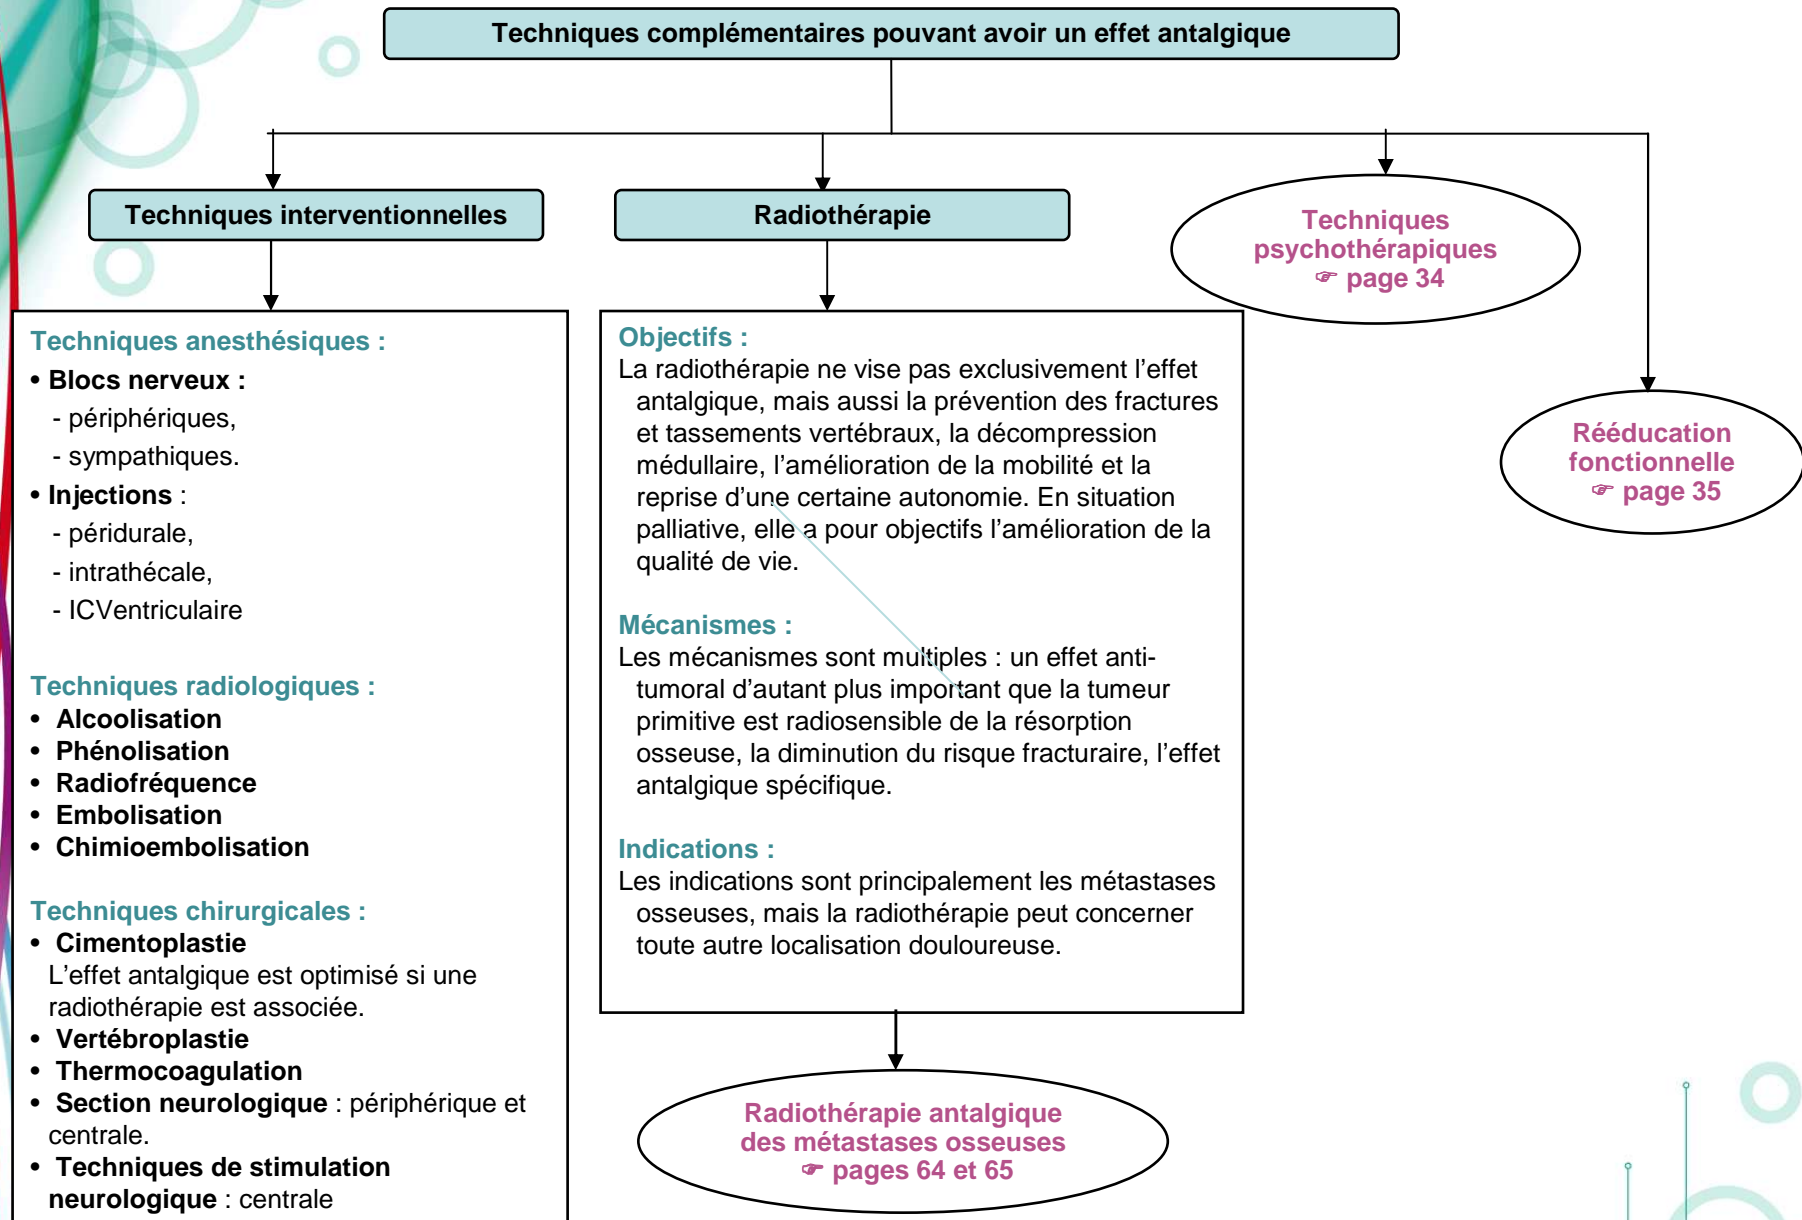 Techniques complémentaires pouvant avoir un effet antalgique
Techniques interventionnelles
Radiothérapie
Techniques
psychothérapiques
☞ page 34
Rééducation
fonctionnelle
☞ page 35
Techniques anesthésiques :
• Blocs nerveux :
- périphériques,
- sympathiques.
• Injections :
- péridurale,
- intrathécale,
- ICVentriculaire
Techniques radiologiques :
• Alcoolisation
• Phénolisation
• Radiofréquence
• Embolisation
• Chimioembolisation
Techniques chirurgicales :
• Cimentoplastie
L’effet antalgique est optimisé si une
radiothérapie est associée.
• Vertébroplastie
• Thermocoagulation
• Section neurologique : périphérique et
centrale.
• Techniques de stimulation
neurologique : centrale
Objectifs :
La radiothérapie ne vise pas exclusivement l’effet
antalgique, mais aussi la prévention des fractures
et tassements vertébraux, la décompression
médullaire, l’amélioration de la mobilité et la
reprise d’une certaine autonomie. En situation
palliative, elle a pour objectifs l’amélioration de la
qualité de vie.
Mécanismes :
Les mécanismes sont multiples : un effet anti-
tumoral d’autant plus important que la tumeur
primitive est radiosensible de la résorption
osseuse, la diminution du risque fracturaire, l’effet
antalgique spécifique.
Indications :
Les indications sont principalement les métastases
osseuses, mais la radiothérapie peut concerner
toute autre localisation douloureuse.
Radiothérapie antalgique
des métastases osseuses
☞ pages 64 et 65